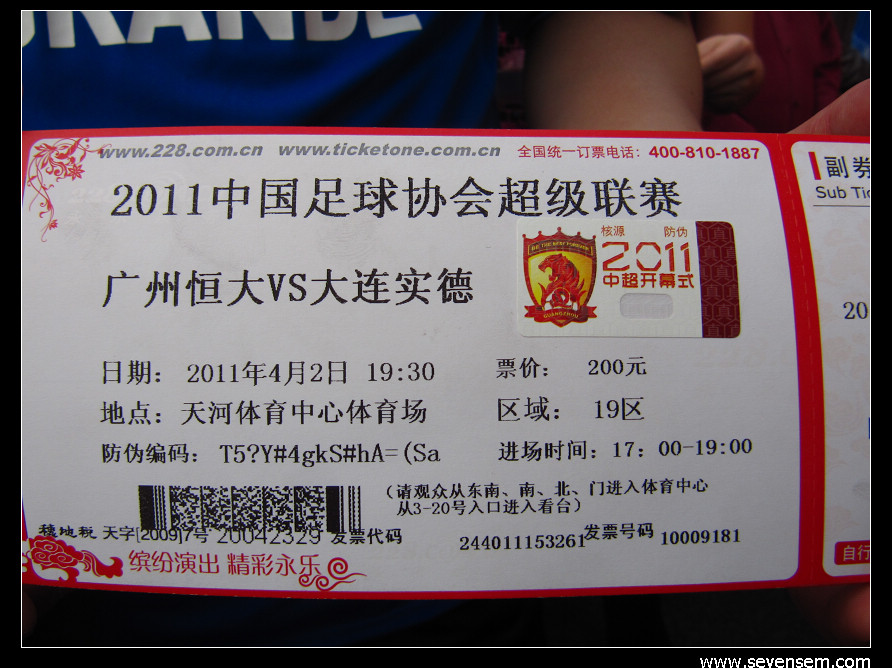 RANDE
www.228.com.cn www.ticketone.com.cn 全国统一订票电话：400-810-1887
2011中国足球协会超级联赛
广州恒大VS大连实德
核源 防伪
2011
中超开幕式
BE THE BEST FOREVER
GUANGZHOU
日期： 2011年4月2日 19:30
票价： 200元
地点：天河体育中心体育场
区域： 19区
防伪编码： T5?Y#4gkS#hA=(Sa
进场时间：17：00-19:00
（请观众从东南、南、北、门进入体育中心
从3-20号入口进入看台）
穗地税 天字[2009]7号 20042329 发票代码 244011153261 发票号码 10009181
缤纷演出 精彩永乐
副券
Sub Tic
20
自行
www.sevensem.com